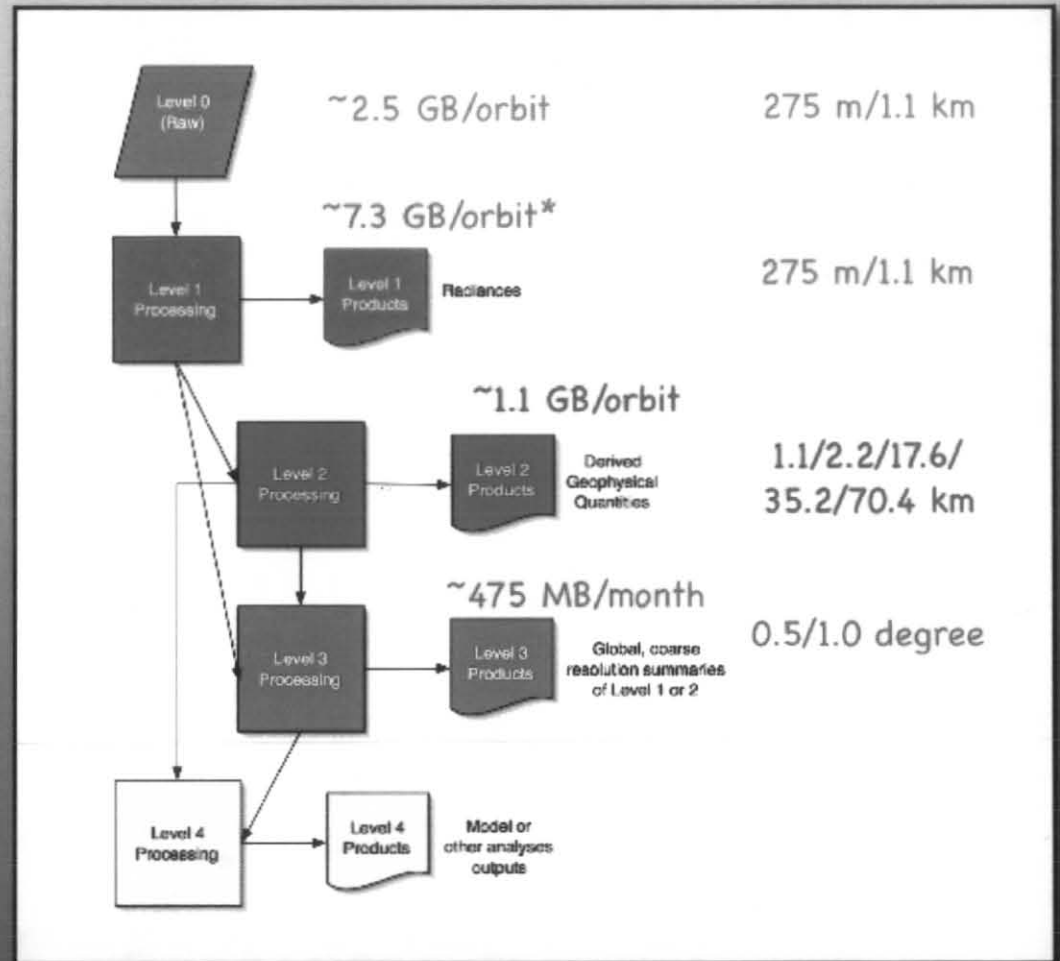 Level 0
(Raw)
~2.5 GB/orbit
275 m/1.1 km
~7.3 GB/orbit*
Level 1
Processing
Level 1
Products
Radiances
275 m/1.1 km
~1.1 GB/orbit
Level 2
Processing
Level 2
Products
Derived
Geophysical
Quantities
1.1/2.2/17.6/
35.2/70.4 km
~475 MB/month
Level 3
Processing
Level 3
Products
Global, coarse
resolution summaries
of Level 1 or 2
0.5/1.0 degree
Level 4
Processing
Level 4
Products
Model or
other analyses
outputs